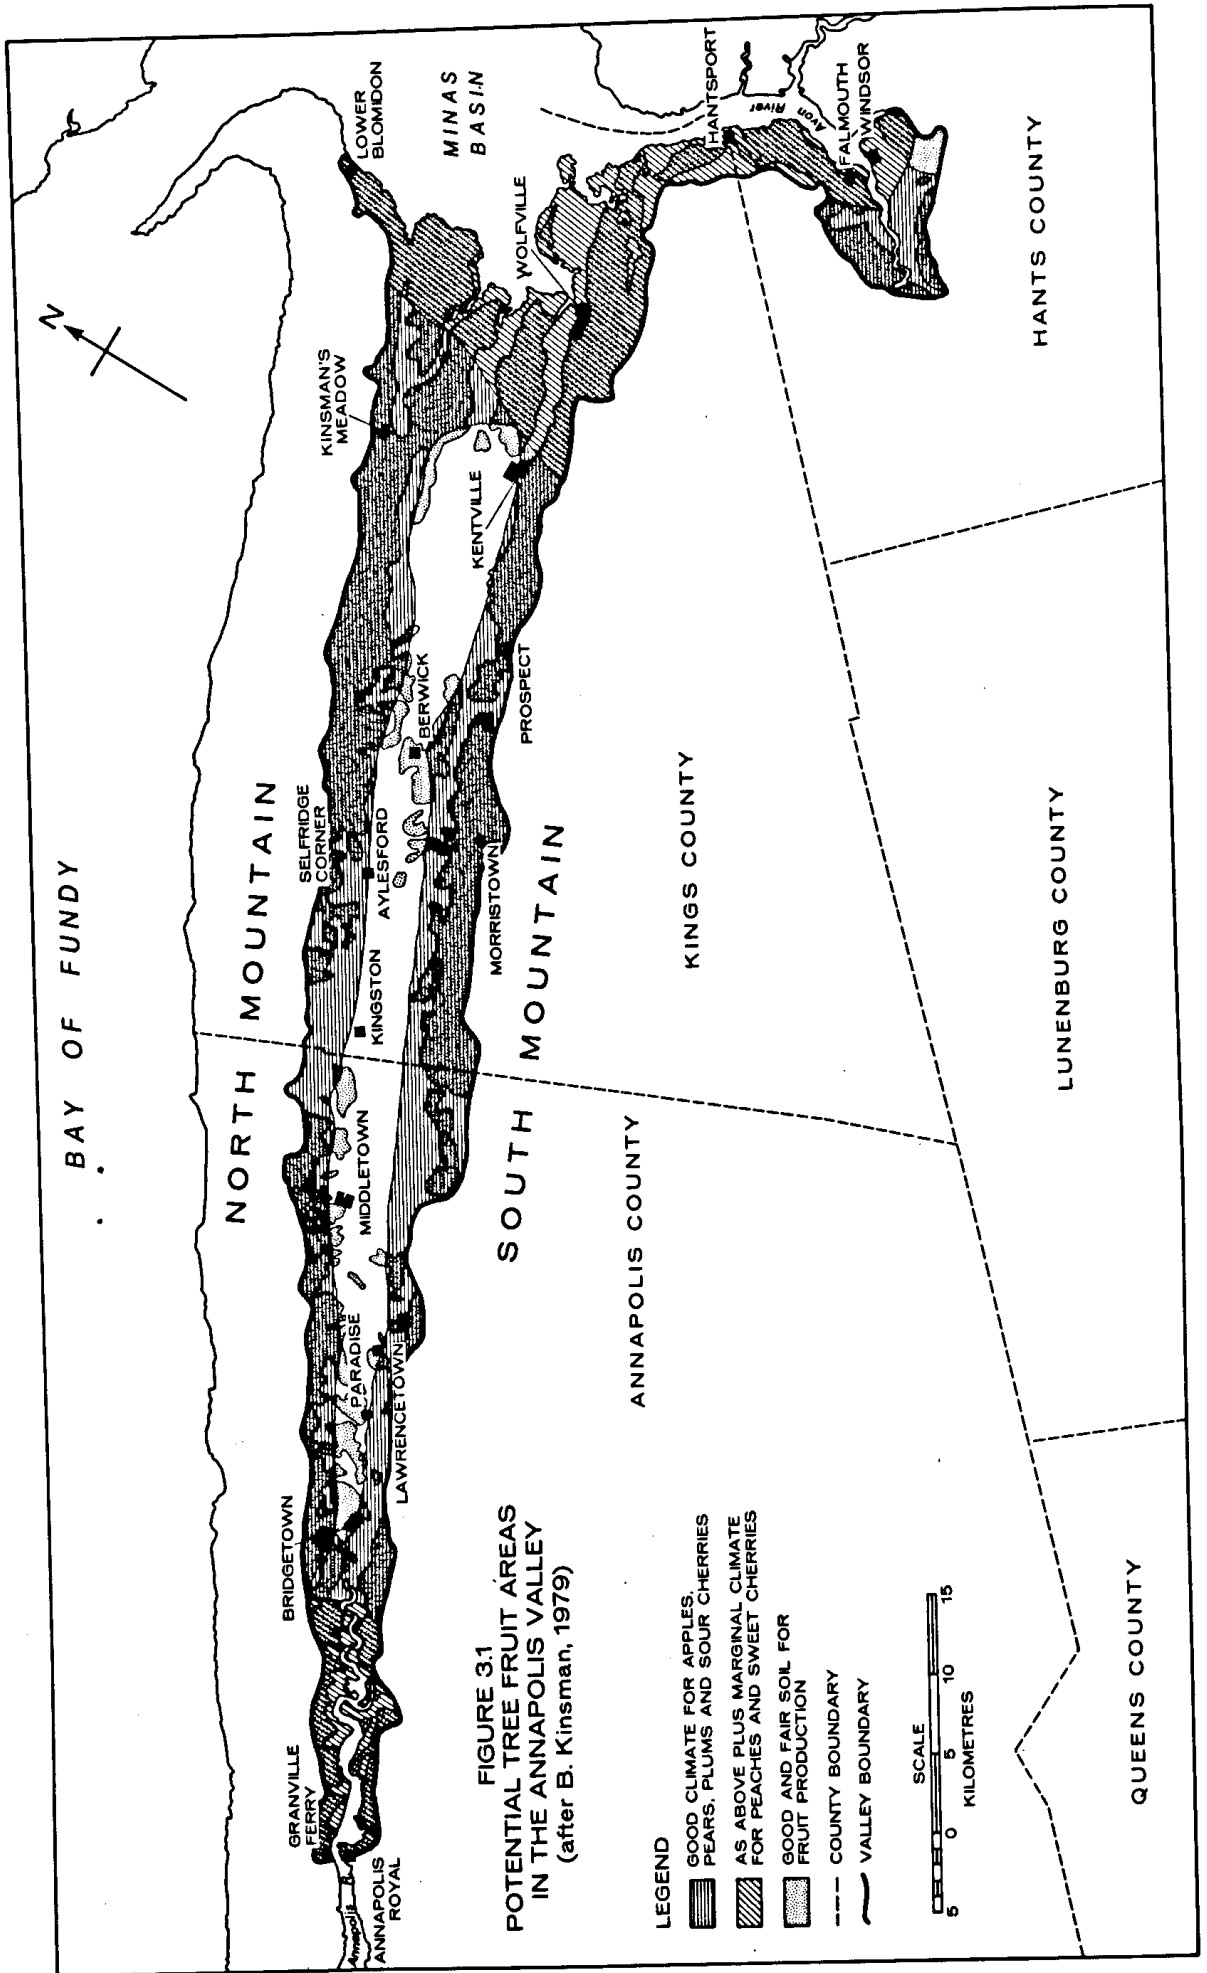 BAY OF FUNDY
NORTH MOUNTAIN
SOUTH MOUNTAIN
MINAS
BASIN
LOWER
BLOMIDON
N
KINSMAN'S
MEADOW
WOLFVILLE
HANTSPORT
Avon
River
FALMOUTH
WINDSOR
KENTVILLE
BERWICK
PROSPECT
SELFRIDGE
CORNER
AYLESFORD
MORRISTOWN
KINGSTON
MIDDLETOWN
PARADISE
LAWRENCETOWN
BRIDGETOWN
GRANVILLE
FERRY
Annapolis R.
ANNAPOLIS
ROYAL
HANTS COUNTY
KINGS COUNTY
LUNENBURG COUNTY
ANNAPOLIS COUNTY
QUEENS COUNTY
FIGURE 3.1
POTENTIAL TREE FRUIT AREAS
IN THE ANNAPOLIS VALLEY
(after B. Kinsman, 1979)
LEGEND
GOOD CLIMATE FOR APPLES,
PEARS, PLUMS AND SOUR CHERRIES
AS ABOVE PLUS MARGINAL CLIMATE
FOR PEACHES AND SWEET CHERRIES
GOOD AND FAIR SOIL FOR
FRUIT PRODUCTION
COUNTY BOUNDARY
VALLEY BOUNDARY
SCALE
5 0 5 10 15
KILOMETRES